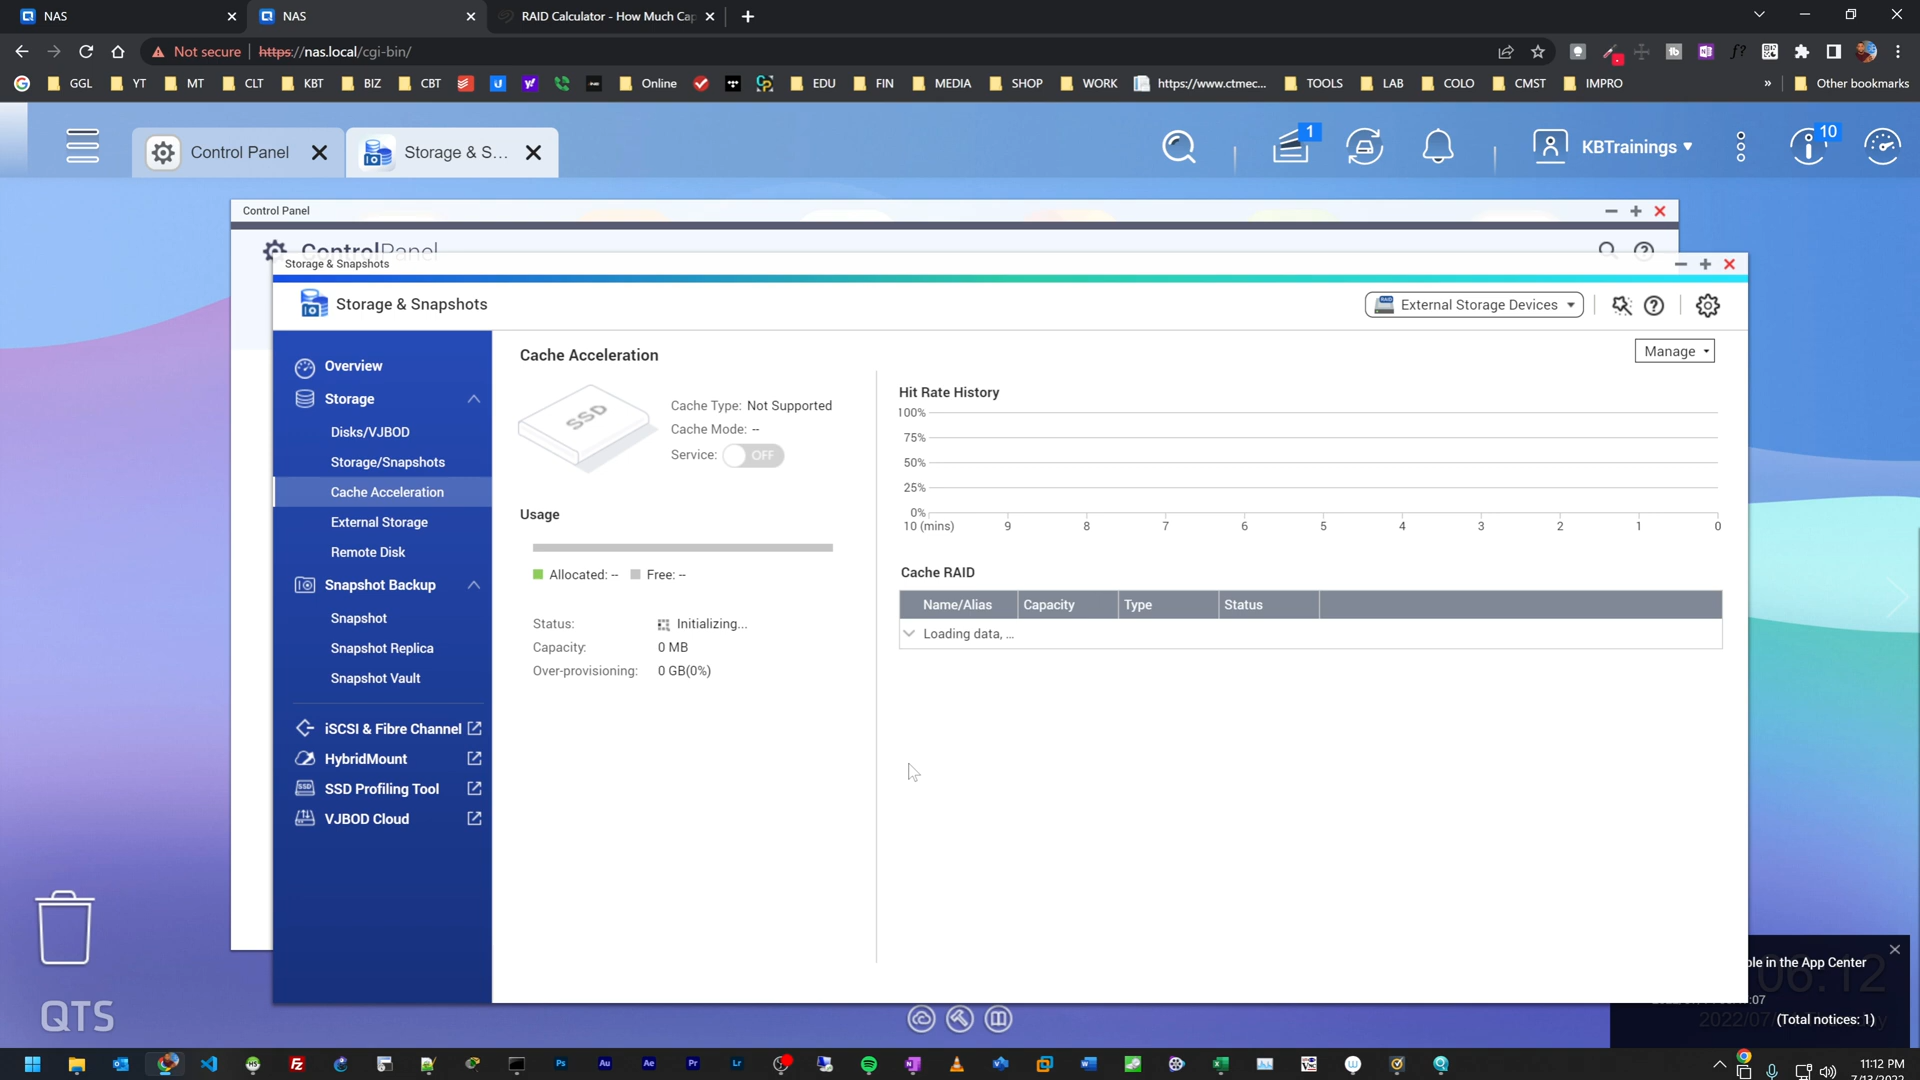 NAS
NAS
RAID Calculator - How Much Cap
Not secure
https://nas.local/cgi-bin/
GGL
YT
MT
CLT
KBT
BIZ
CBT
Online
EDU
FIN
MEDIA
SHOP
WORK
https://www.ctmec...
TOOLS
LAB
COLO
CMST
IMPRO
»
Other bookmarks
Control Panel
Storage & S...
1
KBTrainings
10
Control Panel
ControlPanel
Storage & Snapshots
Storage & Snapshots
External Storage Devices
Overview
Storage
Disks/VJBOD
Storage/Snapshots
Cache Acceleration
External Storage
Remote Disk
Snapshot Backup
Snapshot
Snapshot Replica
Snapshot Vault
iSCSI & Fibre Channel
HybridMount
SSD Profiling Tool
VJBOD Cloud
Cache Acceleration
Manage
SSD
Cache Type: Not Supported
Cache Mode: --
Service: OFF
Usage
Allocated: -- Free: --
Status: Initializing...
Capacity: 0 MB
Over-provisioning: 0 GB(0%)
Hit Rate History
100%
75%
50%
25%
0%
10 (mins) 9 8 7 6 5 4 3 2 1 0
Cache RAID
Name/Alias Capacity Type Status
Loading data, ...
ble in the App Center
06:12
(Total notices: 1)
QTS
11:12 PM
7/13/2022